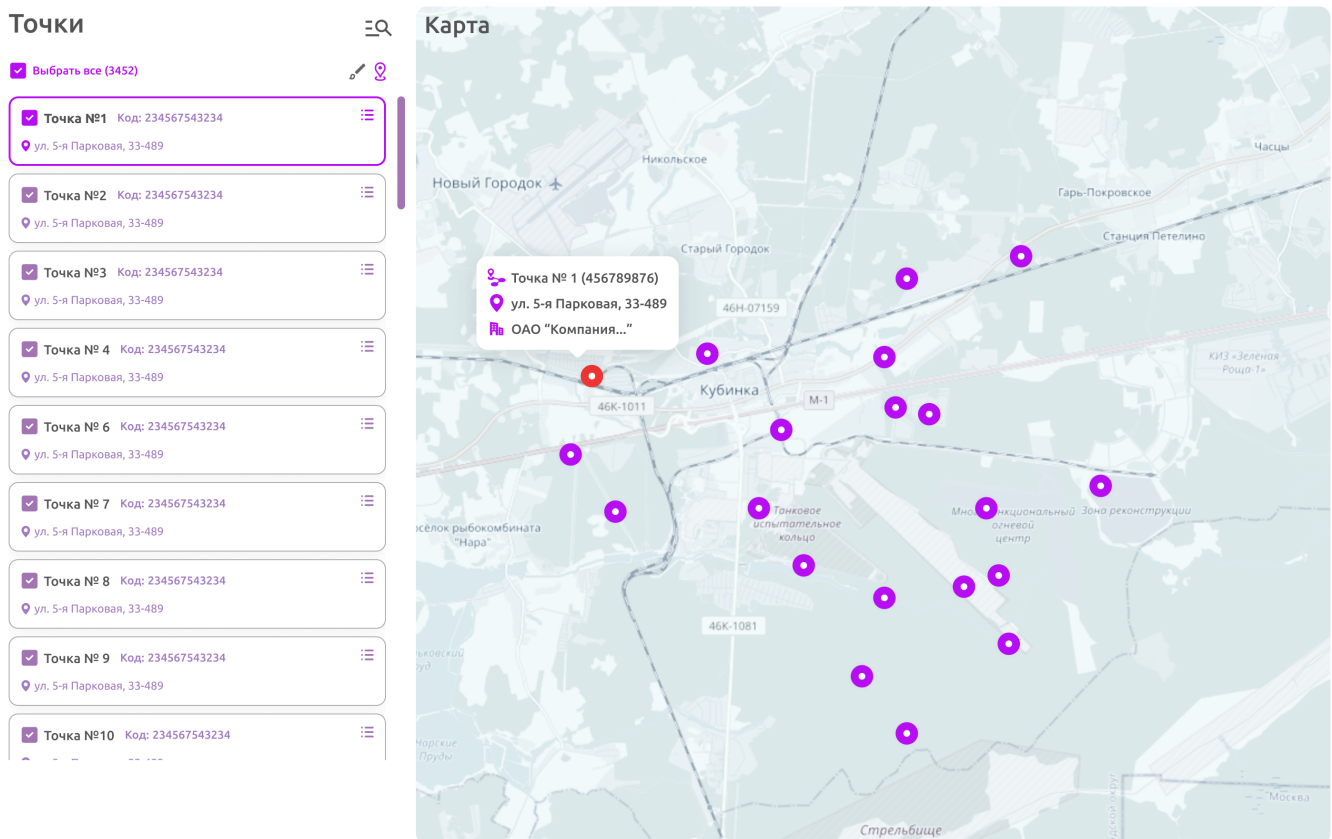 Точки
Выбрать все (3452)
Точка №1 Код: 234567543234
ул. 5-я Парковая, 33-489
Точка №2 Код: 234567543234
ул. 5-я Парковая, 33-489
Точка №3 Код: 234567543234
ул. 5-я Парковая, 33-489
Точка № 4 Код: 234567543234
ул. 5-я Парковая, 33-489
Точка № 6 Код: 234567543234
ул. 5-я Парковая, 33-489
Точка № 7 Код: 234567543234
ул. 5-я Парковая, 33-489
Точка № 8 Код: 234567543234
ул. 5-я Парковая, 33-489
Точка № 9 Код: 234567543234
ул. 5-я Парковая, 33-489
Точка №10 Код: 234567543234
Карта
Часцы
Никольское
Новый Городок
Гарь-Покровское
Станция Петелино
Старый Городок
Точка № 1 (456789876)
ул. 5-я Парковая, 33-489
ОАО “Компания...”
46Н-07159
КИЗ «Зелёная
Роща-1»
Кубинка
М-1
46К-1011
Танковое
испытательное
кольцо
огневой
центр
Зона реконструкции
рыбокомбината
"Нара"
46К-1081
Нарские
Пруды
Москва
Стрельбище